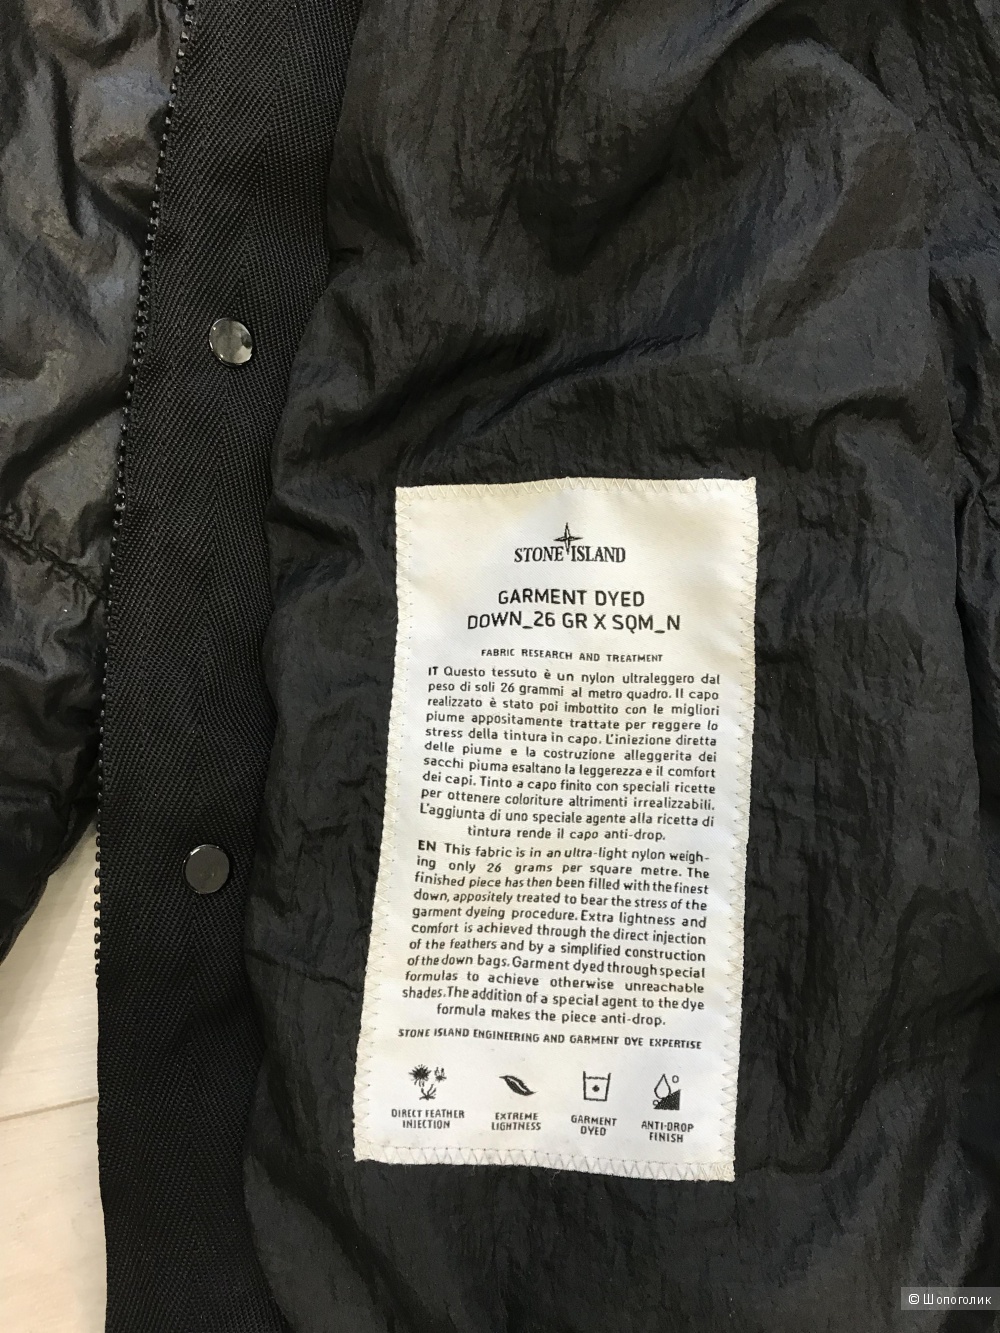 STONE ISLAND
GARMENT DYED
DOWN_26 GR X SQM_N
FABRIC RESEARCH AND TREATMENT
IT Questo tessuto è un nylon ultraleggero dal
peso di soli 26 grammi al metro quadro. Il capo
realizzato è stato poi imbottito con le migliori
piume appositamente trattate per reggere lo
stress della tintura in capo. L'iniezione diretta
delle piume e la costruzione alleggerita dei
sacchi piuma esaltano la leggerezza e il comfort
dei capi. Tinto a capo finito con speciali ricette
per ottenere coloriture altrimenti irrealizzabili.
L'aggiunta di uno speciale agente alla ricetta di
tintura rende il capo anti-drop.
EN This fabric is in an ultra-light nylon weigh-
ing only 26 grams per square metre. The
finished piece has then been filled with the finest
down, appositely treated to bear the stress of the
garment dyeing procedure. Extra lightness and
comfort is achieved through the direct injection
of the feathers and by a simplified construction
of the down bags. Garment dyed through special
formulas to achieve otherwise unreachable
shades. The addition of a special agent to the dye
formula makes the piece anti-drop.
STONE ISLAND ENGINEERING AND GARMENT DYE EXPERTISE
DIRECT FEATHER INJECTION
EXTREME LIGHTNESS
GARMENT DYED
ANTI-DROP FINISH
© Шопоголик